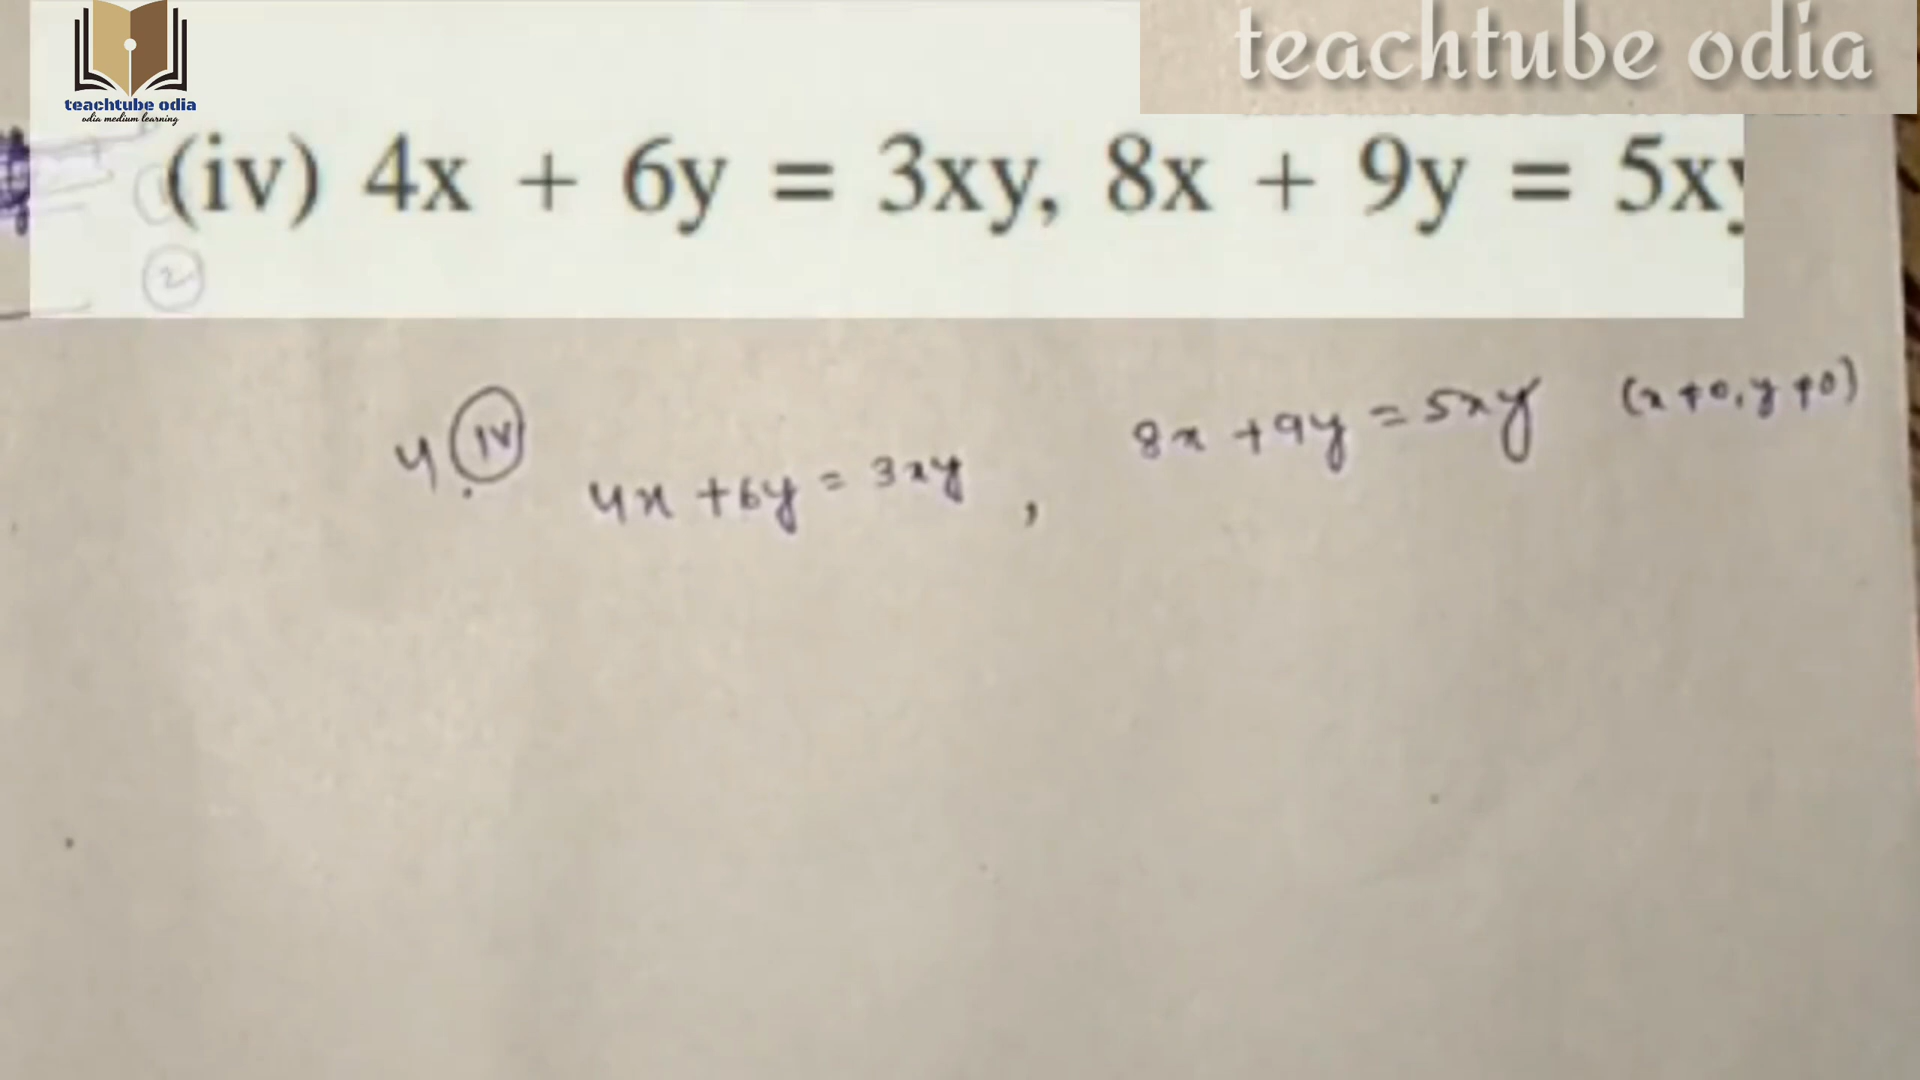 teachtube odia
teachtube odia
odia medium learning
(iv) 4x + 6y = 3xy, 8x + 9y = 5xy
2
4 (iv) 4x + 6y = 3xy , 8x + 9y = 5xy (x ≠ 0, y ≠ 0)